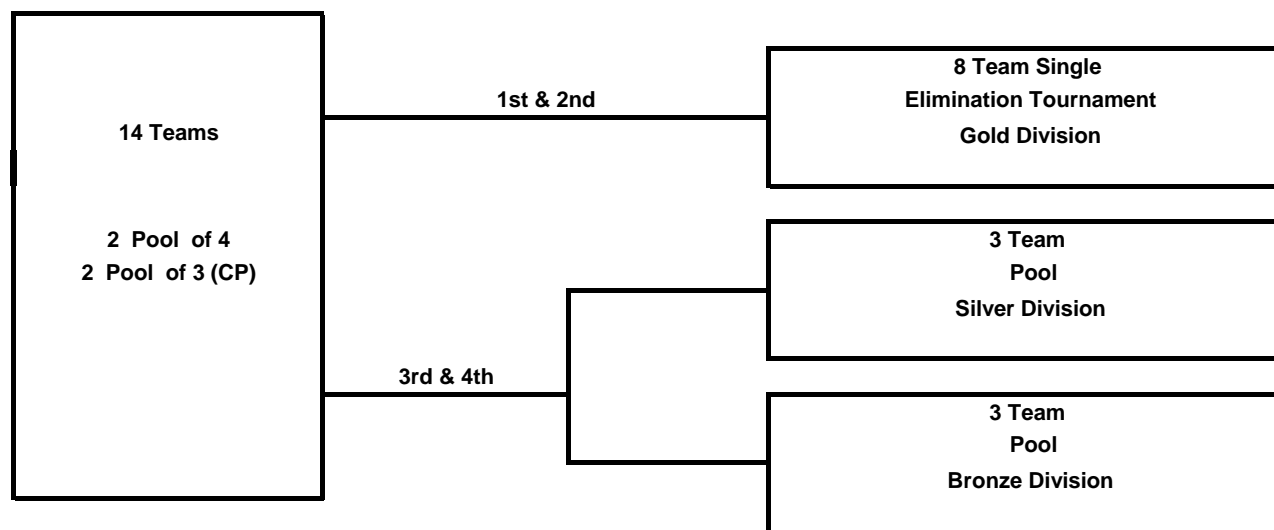 14 Teams
2 Pool of 4
2 Pool of 3 (CP)
1st & 2nd
3rd & 4th
8 Team Single
Elimination Tournament
Gold Division
3 Team
Pool
Silver Division
3 Team
Pool
Bronze Division